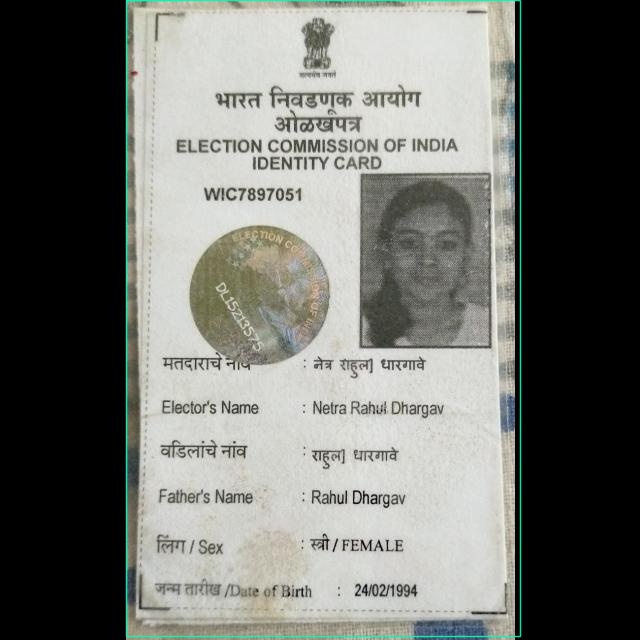 सत्यमेव जयते
भारत निवडणूक आयोग
ओळखपत्र
ELECTION COMMISSION OF INDIA
IDENTITY CARD
WIC7897051
ELECTION COMMISSION OF INDIA
DL15213575
मतदाराचे नांव : नेत्र राहुल] धारगावे
Elector's Name : Netra Rahul Dhargav
वडिलांचे नांव : राहुल] धारगावे
Father's Name : Rahul Dhargav
लिंग / Sex : स्त्री / FEMALE
जन्म तारीख /Date of Birth : 24/02/1994